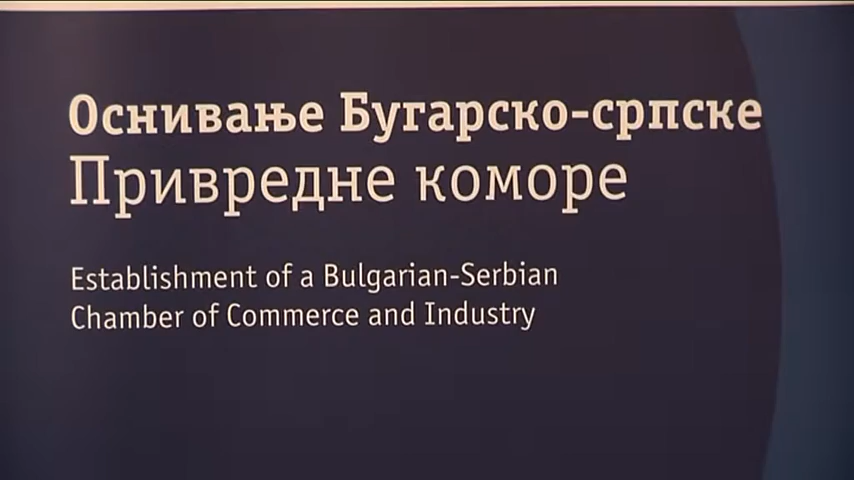 Оснивање Бугарско-српске
Привредне коморе
Establishment of a Bulgarian-Serbian
Chamber of Commerce and Industry